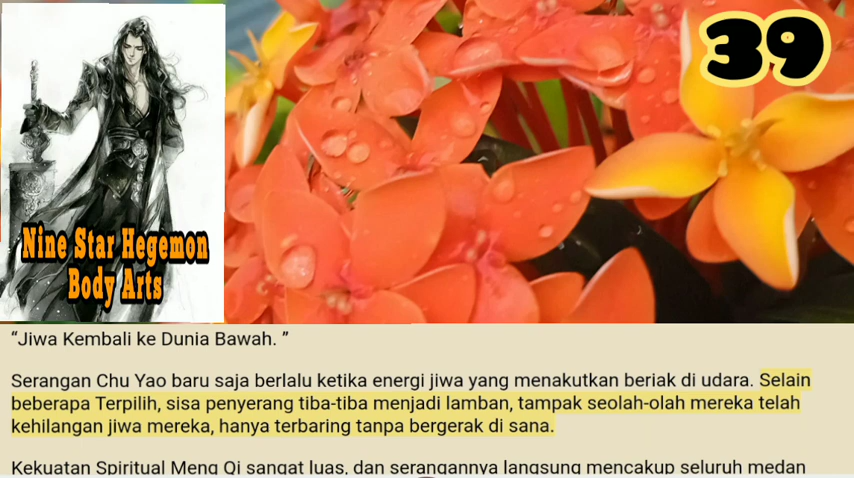 39
Nine Star Hegemon
Body Arts
“Jiwa Kembali ke Dunia Bawah. ”
Serangan Chu Yao baru saja berlalu ketika energi jiwa yang menakutkan beriak di udara. Selain
beberapa Terpilih, sisa penyerang tiba-tiba menjadi lamban, tampak seolah-olah mereka telah
kehilangan jiwa mereka, hanya terbaring tanpa bergerak di sana.
Kekuatan Spiritual Meng Qi sangat luas, dan serangannya langsung mencakup seluruh medan